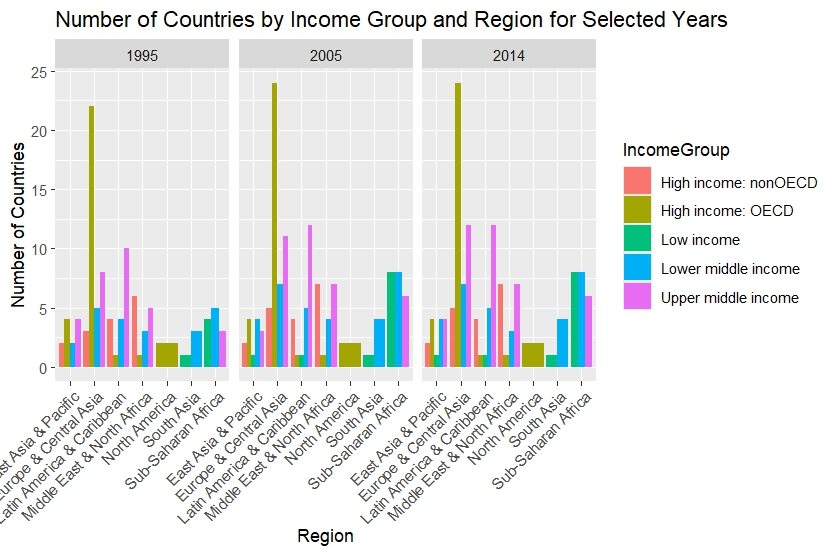 Number of Countries by Income Group and Region for Selected Years
1995 2005 2014
Number of Countries
25
20
15
10
5
0
IncomeGroup
High income: nonOECD
High income: OECD
Low income
Lower middle income
Upper middle income
st Asia & Pacific
Europe & Central Asia
Latin America & Caribbean
Middle East & North Africa
North America
South Asia
Sub-Saharan Africa
East Asia & Pacific
Europe & Central Asia
Latin America & Caribbean
Middle East & North Africa
North America
South Asia
Sub-Saharan Africa
East Asia & Pacific
Europe & Central Asia
Latin America & Caribbean
Middle East & North Africa
North America
South Asia
Sub-Saharan Africa
Region